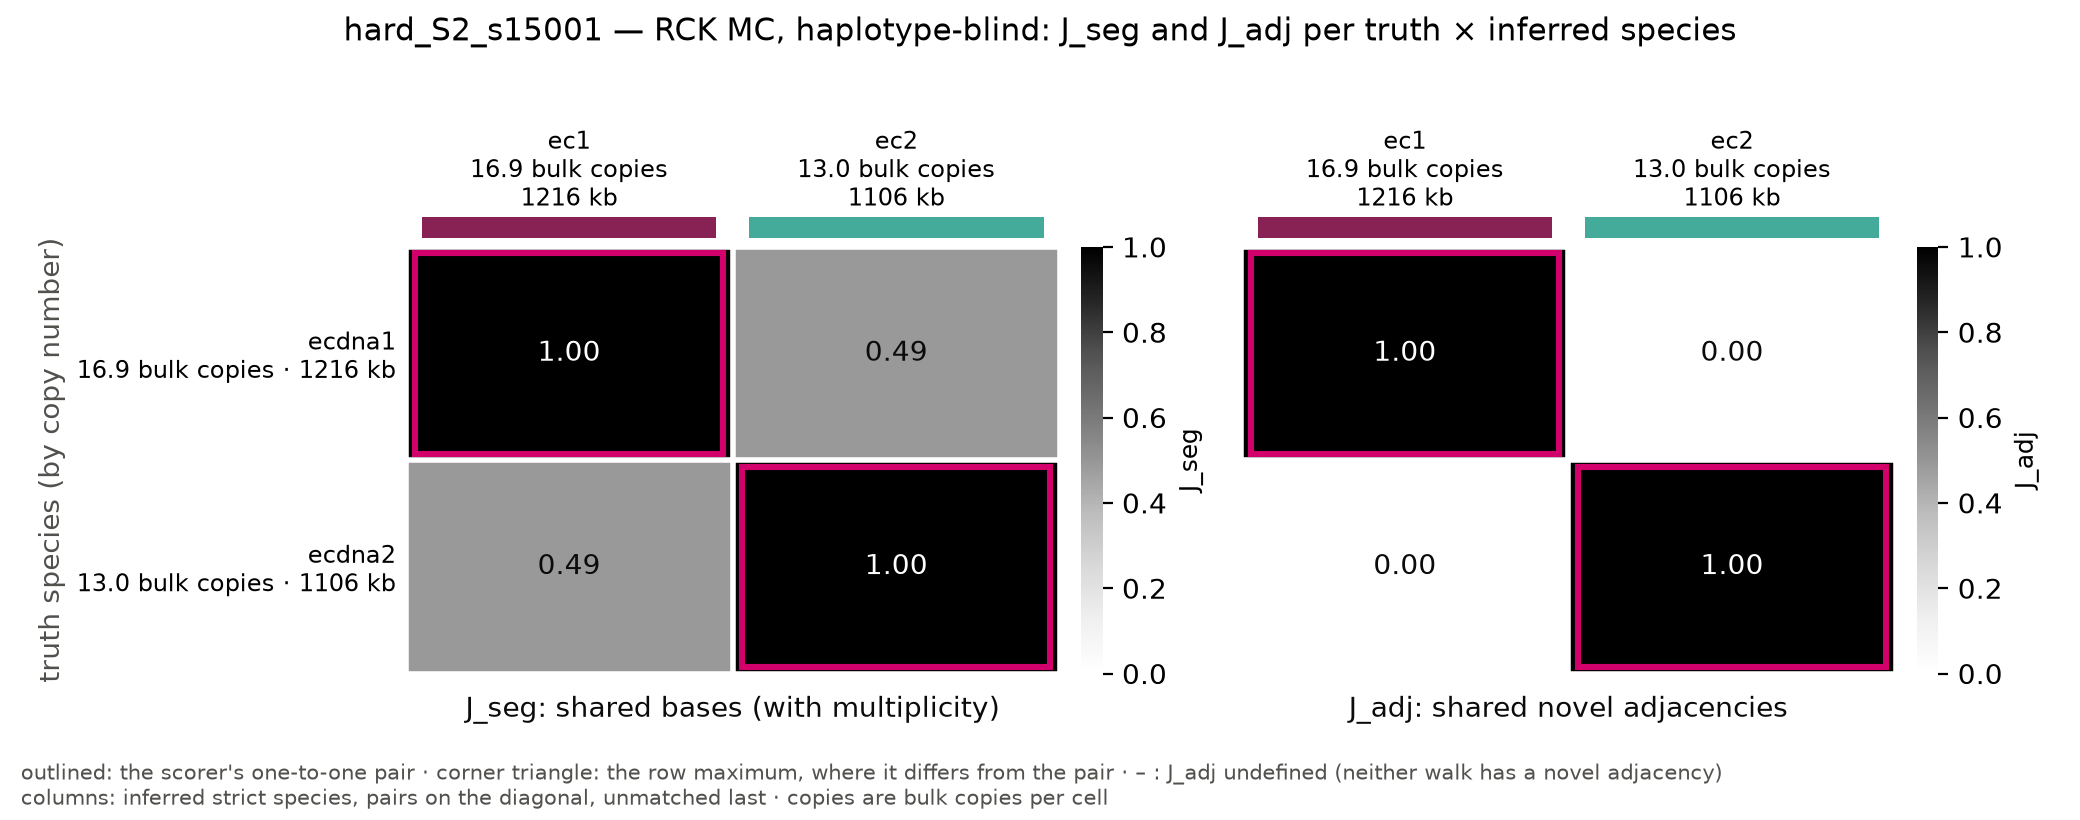 hard_S2_s15001 — RCK MC, haplotype-blind: J_seg and J_adj per truth × inferred species
ec1
16.9 bulk copies
1216 kb
ec2
13.0 bulk copies
1106 kb
ec1
16.9 bulk copies
1216 kb
ec2
13.0 bulk copies
1106 kb
truth species (by copy number)
ecdna1
16.9 bulk copies · 1216 kb
ecdna2
13.0 bulk copies · 1106 kb
1.00
0.49
0.49
1.00
1.0
0.8
0.6
0.4
0.2
0.0
J_seg
1.00
0.00
0.00
1.00
1.0
0.8
0.6
0.4
0.2
0.0
J_adj
J_seg: shared bases (with multiplicity)
J_adj: shared novel adjacencies
outlined: the scorer's one-to-one pair · corner triangle: the row maximum, where it differs from the pair · – : J_adj undefined (neither walk has a novel adjacency)
columns: inferred strict species, pairs on the diagonal, unmatched last · copies are bulk copies per cell